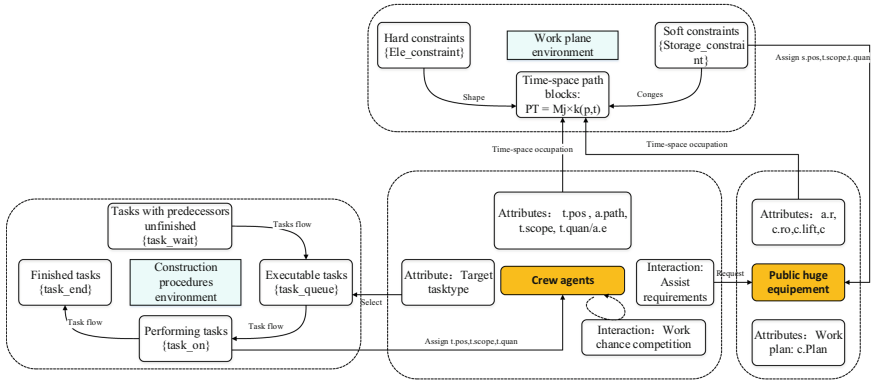 Hard constraints
{Ele_constraint}
Work plane
environment
Soft constraints
{Storage_constrai
nt}
Assign s.pos,t.scope,t.quan
Time-space path
blocks:
PT = Mj×k(p,t)
Shape
Conges
Time-space occupation
Time-space occupation
Tasks with predecessors
unfinished
{task_wait}
Tasks flow
Attributes： t.pos , a.path,
t.scope, t.quan/a.e
Attributes： a.r,
c.ro,c.lift,c
Finished tasks
{task_end}
Construction
procedures
environment
Executable tasks
{task_queue}
Select
Attribute：Target
tasktype
Crew agents
Interaction：
Assist
requirements
Request
Public huge
equipement
Task flow
Task flow
Performing tasks
{task_on}
Assign t.pos,t.scope,t.quan
Interaction：Work
chance competition
Attributes：Work
plan: c.Plan